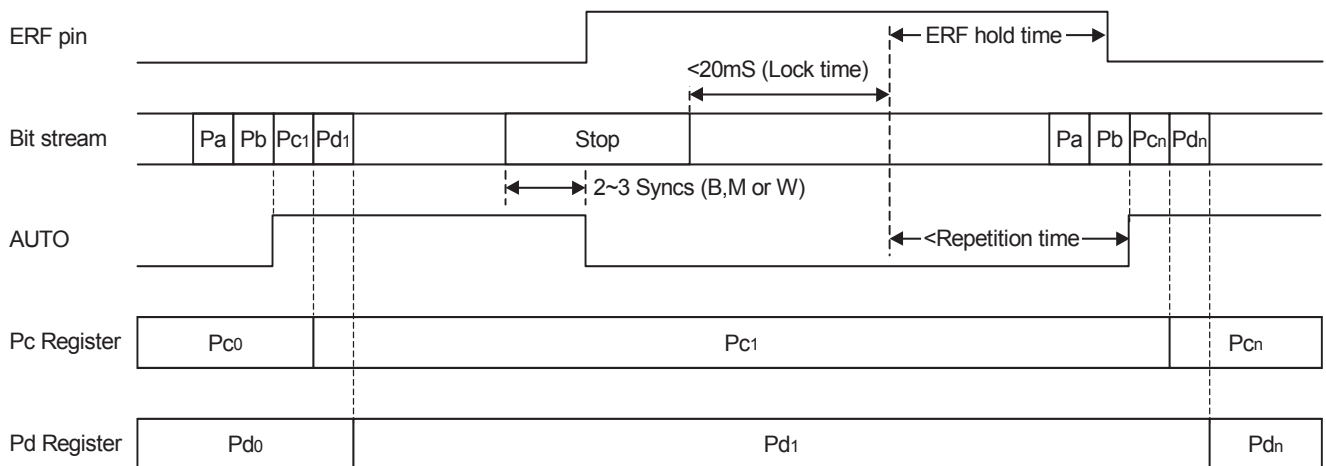 ERF pin
ERF hold time
<20mS (Lock time)
Bit stream
Pa Pb Pc1 Pd1 Stop Pa Pb Pcn Pdn
2~3 Syncs (B,M or W)
AUTO
<Repetition time
Pc Register Pc0 Pc1 Pcn
Pd Register Pd0 Pd1 Pdn